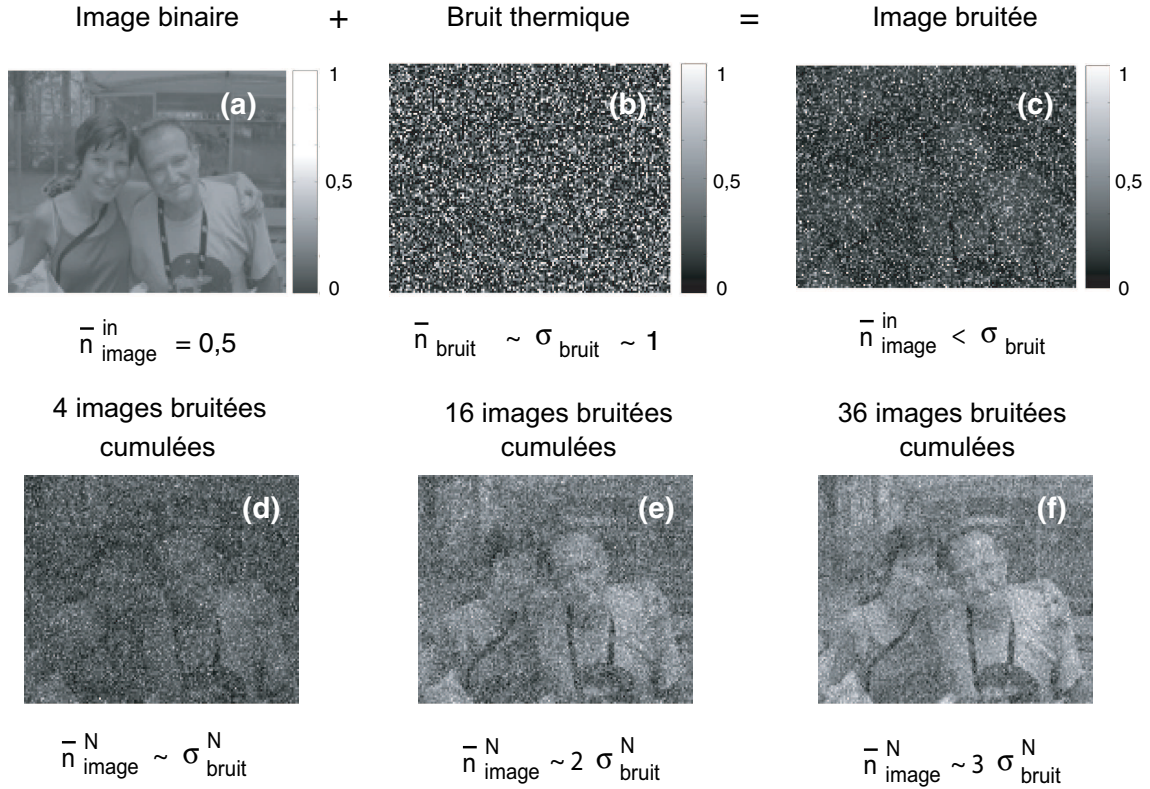 Image binaire + Bruit thermique = Image bruitée
(a) 1 0,5 0
(b) 1 0,5 0
(c) 1 0,5 0
n̄ in image = 0,5
n̄ bruit ~ σ bruit ~ 1
n̄ in image < σ bruit
4 images bruitées
cumulées
16 images bruitées
cumulées
36 images bruitées
cumulées
(d)
(e)
(f)
n̄ N image ~ σ N bruit
n̄ N image ~ 2 σ N bruit
n̄ N image ~ 3 σ N bruit